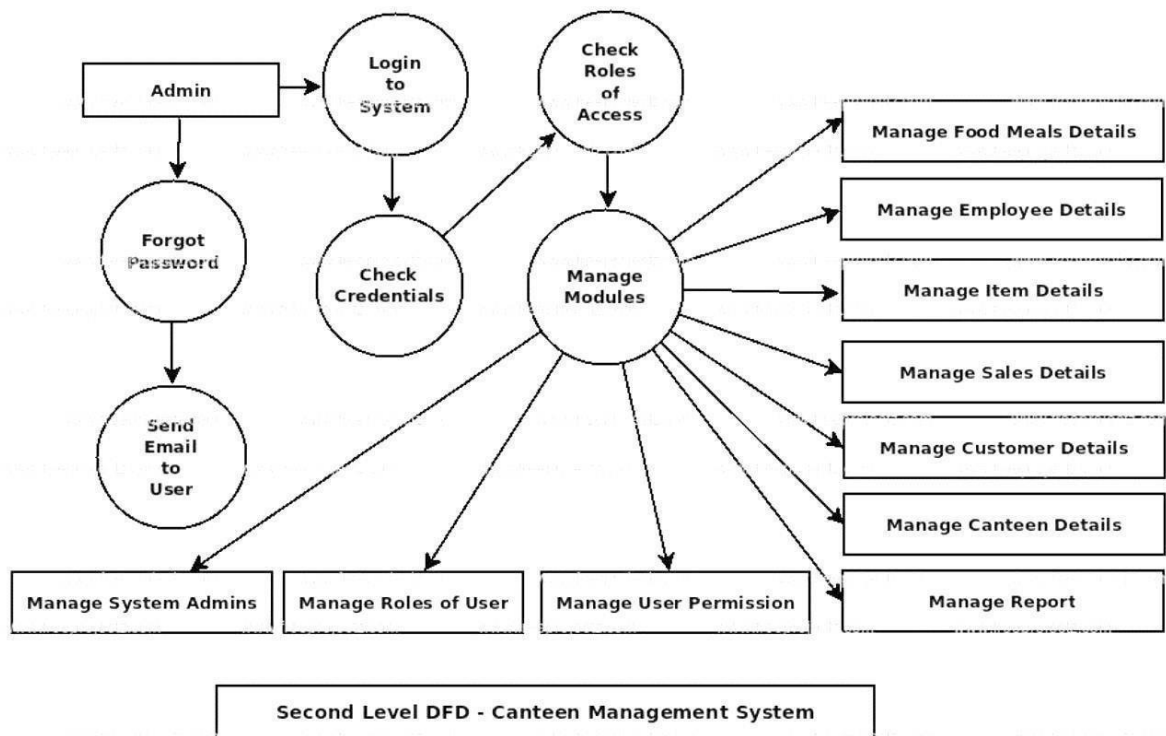 Admin
Login
to
System
Check
Roles
of
Access
Manage Food Meals Details
Forgot
Password
Check
Credentials
Manage
Modules
Manage Employee Details
Manage Item Details
Manage Sales Details
Send
Email
to
User
Manage Customer Details
Manage Canteen Details
Manage System Admins
Manage Roles of User
Manage User Permission
Manage Report
Second Level DFD - Canteen Management System